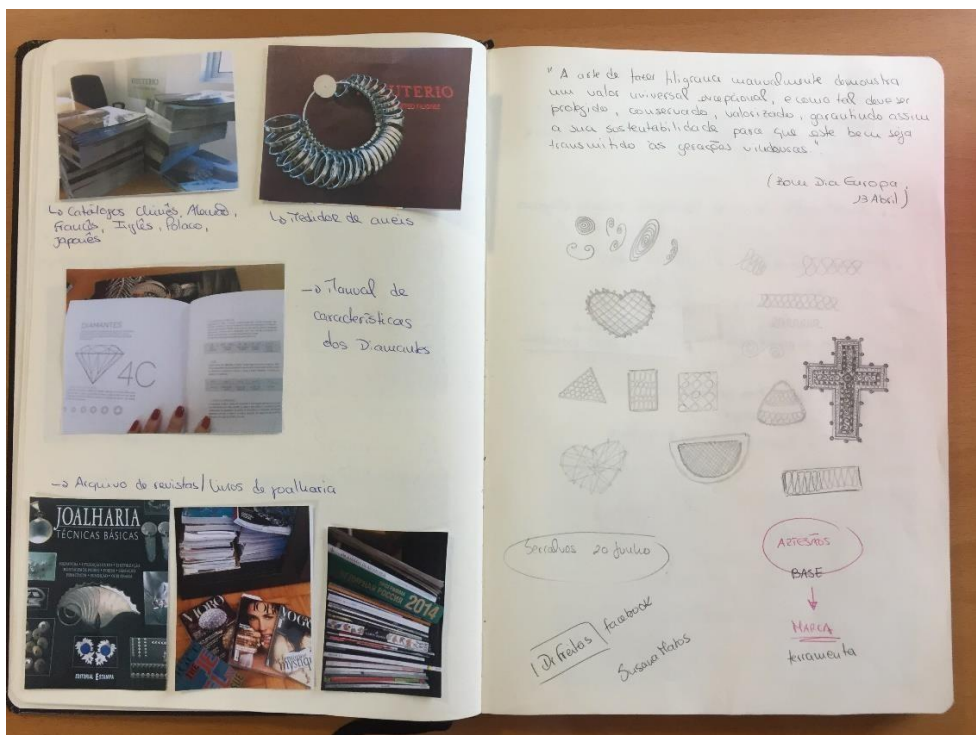 ↳ Catálogos Chinês, Alemão,
Francês, Inglês, Polaco,
Japonês
↳ Medidor de aneis
DIAMANTES
4C
→ Manual de
características
dos Diamantes
→ Arquivo de revistas/livros de joalharia
JOALHARIA
TÉCNICAS BÁSICAS
EDITORIAL ESTAMPA
2014
"A arte de fazer filigrana manualmente demonstra
um valor universal excepcional, e como tal deve ser
protegido, conservado, valorizado, garantindo assim
a sua sustentabilidade para que este bem seja
transmitido às gerações vindouras"
(Bom Dia Europa,
13 Abril)
Serralves 20 Junho
ARTESÃOS
BASE
MARCA
ferramenta
Facebook
Di Freitas
Susana Matos